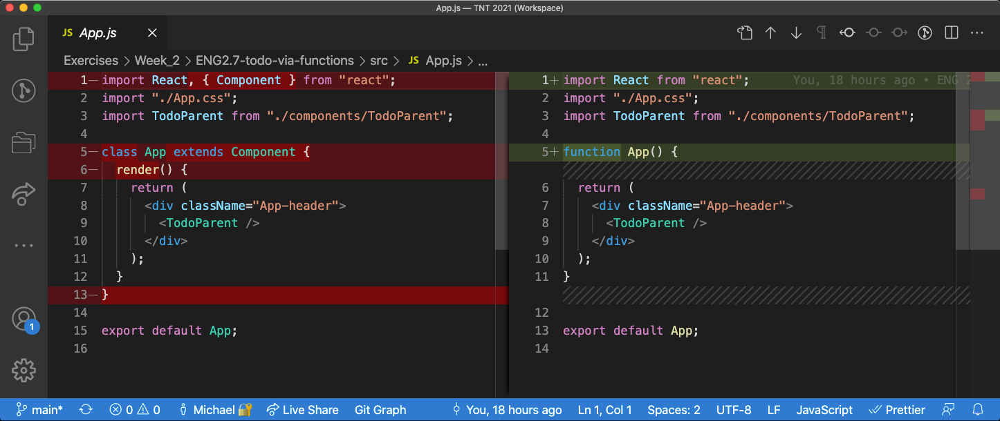 App.js — TNT 2021 (Workspace)
JS App.js
Exercises > Week_2 > ENG2.7-todo-via-functions > src > JS App.js > ...
1— import React, { Component } from "react";
2 import "./App.css";
3 import TodoParent from "./components/TodoParent";
4
5— class App extends Component {
6— render() {
7 return (
8 <div className="App-header">
9 <TodoParent />
10 </div>
11 );
12 }
13— }
14
15 export default App;
16
1+ import React from "react"; You, 18 hours ago • ENG 2
2 import "./App.css";
3 import TodoParent from "./components/TodoParent";
4
5+ function App() {
6 return (
7 <div className="App-header">
8 <TodoParent />
9 </div>
10 );
11 }
12
13 export default App;
14
1
main* 0 0 Michael Live Share Git Graph You, 18 hours ago Ln 1, Col 1 Spaces: 2 UTF-8 LF JavaScript Prettier